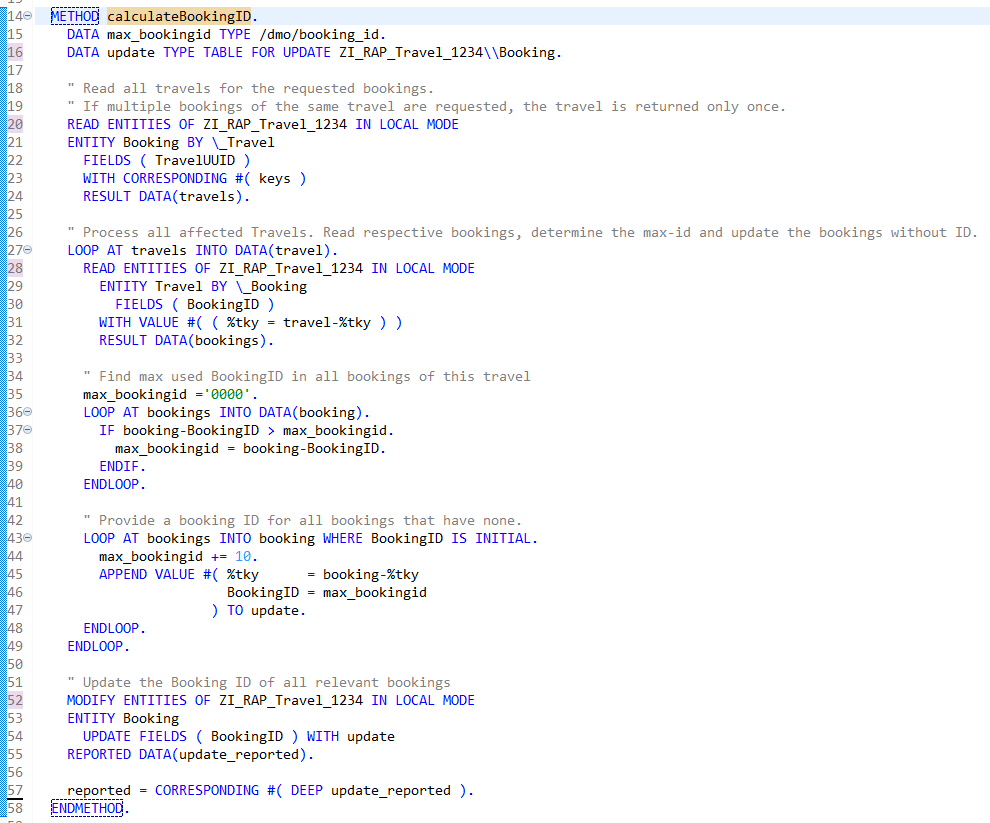 14 METHOD calculateBookingID.
15   DATA max_bookingid TYPE /dmo/booking_id.
16   DATA update TYPE TABLE FOR UPDATE ZI_RAP_Travel_1234\\Booking.
17
18   " Read all travels for the requested bookings.
19   " If multiple bookings of the same travel are requested, the travel is returned only once.
20   READ ENTITIES OF ZI_RAP_Travel_1234 IN LOCAL MODE
21   ENTITY Booking BY \_Travel
22     FIELDS ( TravelUUID )
23     WITH CORRESPONDING #( keys )
24     RESULT DATA(travels).
25
26   " Process all affected Travels. Read respective bookings, determine the max-id and update the bookings without ID.
27   LOOP AT travels INTO DATA(travel).
28     READ ENTITIES OF ZI_RAP_Travel_1234 IN LOCAL MODE
29       ENTITY Travel BY \_Booking
30         FIELDS ( BookingID )
31       WITH VALUE #( ( %tky = travel-%tky ) )
32       RESULT DATA(bookings).
33
34     " Find max used BookingID in all bookings of this travel
35     max_bookingid ='0000'.
36     LOOP AT bookings INTO DATA(booking).
37       IF booking-BookingID > max_bookingid.
38         max_bookingid = booking-BookingID.
39       ENDIF.
40     ENDLOOP.
41
42     " Provide a booking ID for all bookings that have none.
43     LOOP AT bookings INTO booking WHERE BookingID IS INITIAL.
44       max_bookingid += 10.
45       APPEND VALUE #( %tky      = booking-%tky
46                       BookingID = max_bookingid
47                     ) TO update.
48     ENDLOOP.
49   ENDLOOP.
50
51   " Update the Booking ID of all relevant bookings
52   MODIFY ENTITIES OF ZI_RAP_Travel_1234 IN LOCAL MODE
53   ENTITY Booking
54     UPDATE FIELDS ( BookingID ) WITH update
55   REPORTED DATA(update_reported).
56
57   reported = CORRESPONDING #( DEEP update_reported ).
58 ENDMETHOD.